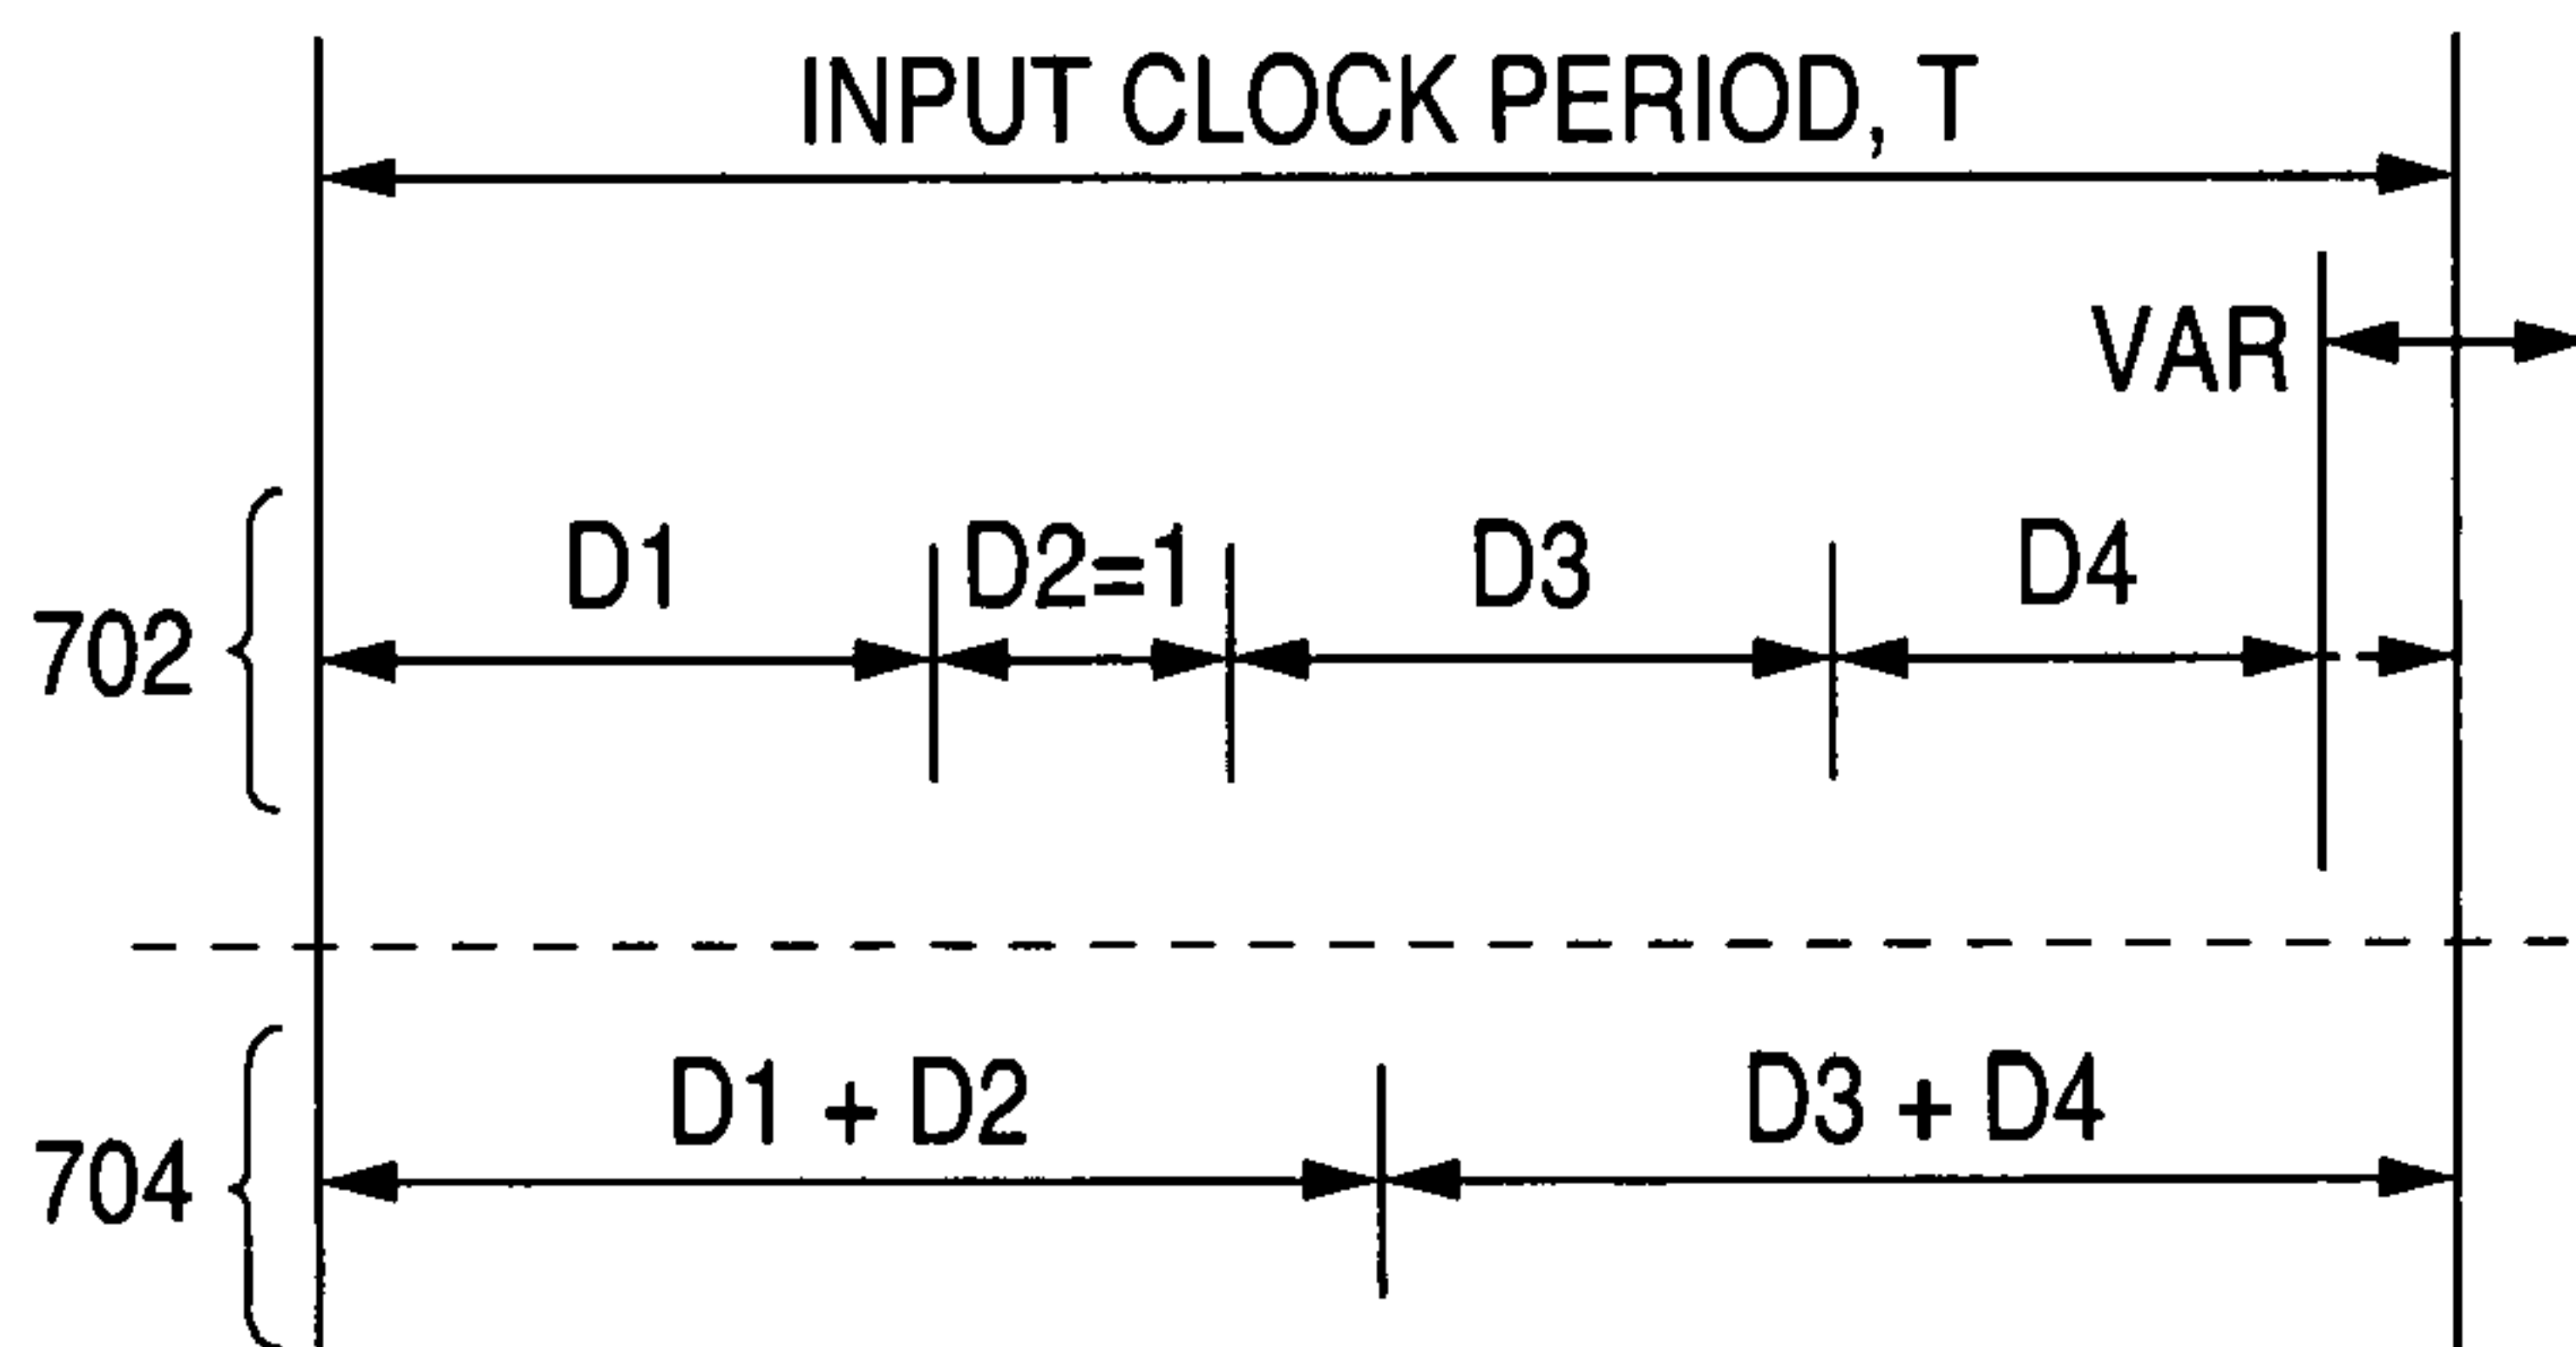 INPUT CLOCK PERIOD, T
VAR
702
D1
D2=1
D3
D4
704
D1 + D2
D3 + D4